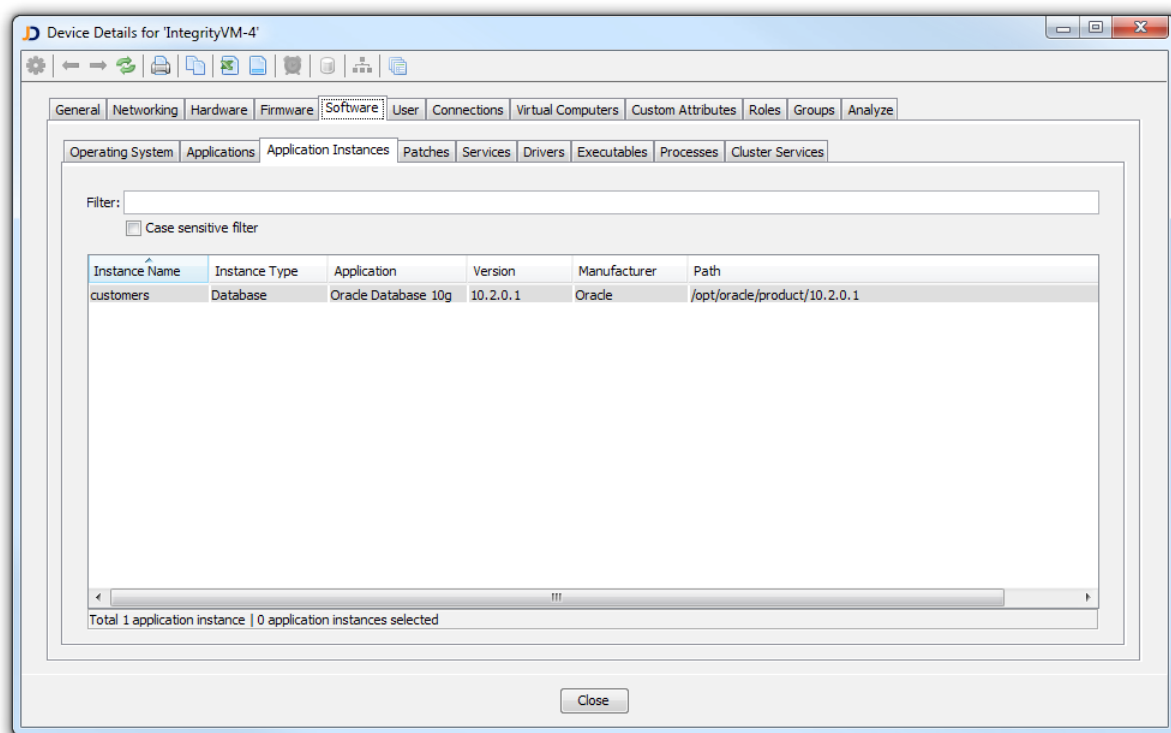 Device Details for 'IntegrityVM-4'
General Networking Hardware Firmware Software User Connections Virtual Computers Custom Attributes Roles Groups Analyze
Operating System Applications Application Instances Patches Services Drivers Executables Processes Cluster Services
Filter:
Case sensitive filter
Instance Name Instance Type Application Version Manufacturer Path
customers Database Oracle Database 10g 10.2.0.1 Oracle /opt/oracle/product/10.2.0.1
Total 1 application instance | 0 application instances selected
Close